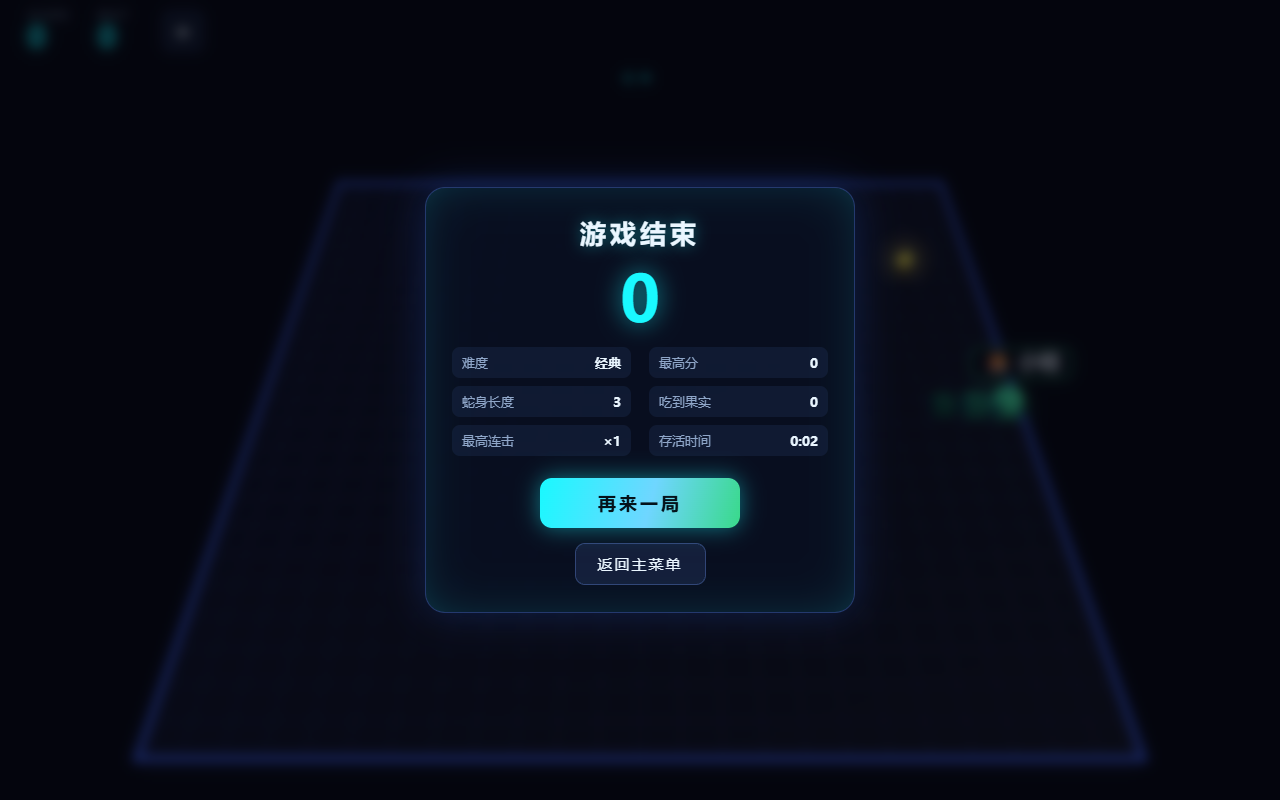 游戏结束
0
难度 经典
最高分 0
蛇身长度 3
吃到果实 0
最高连击 ×1
存活时间 0:02
再来一局
返回主菜单